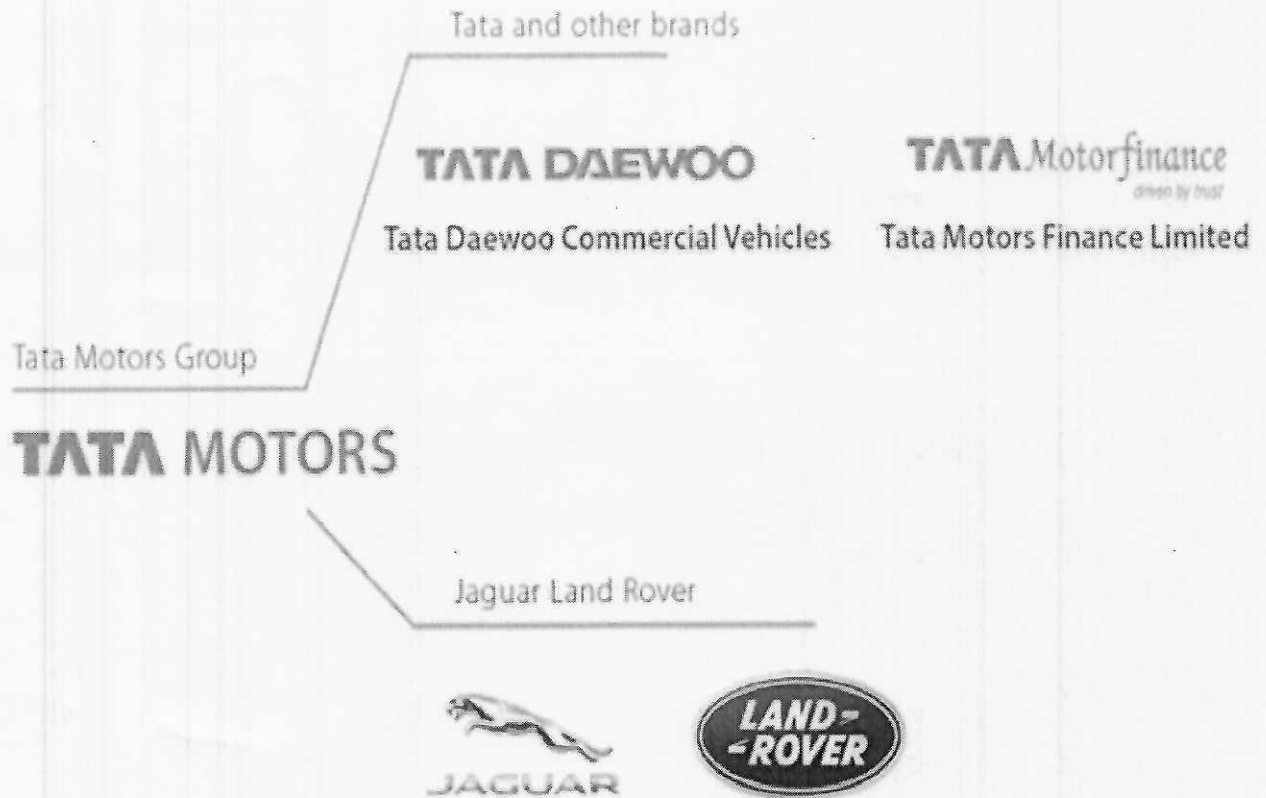 Tata and other brands
TATA DAEWOO
TATA Motorfinance
driven by trust
Tata Daewoo Commercial Vehicles
Tata Motors Finance Limited
Tata Motors Group
TATA MOTORS
Jaguar Land Rover
JAGUAR
LAND-
-ROVER